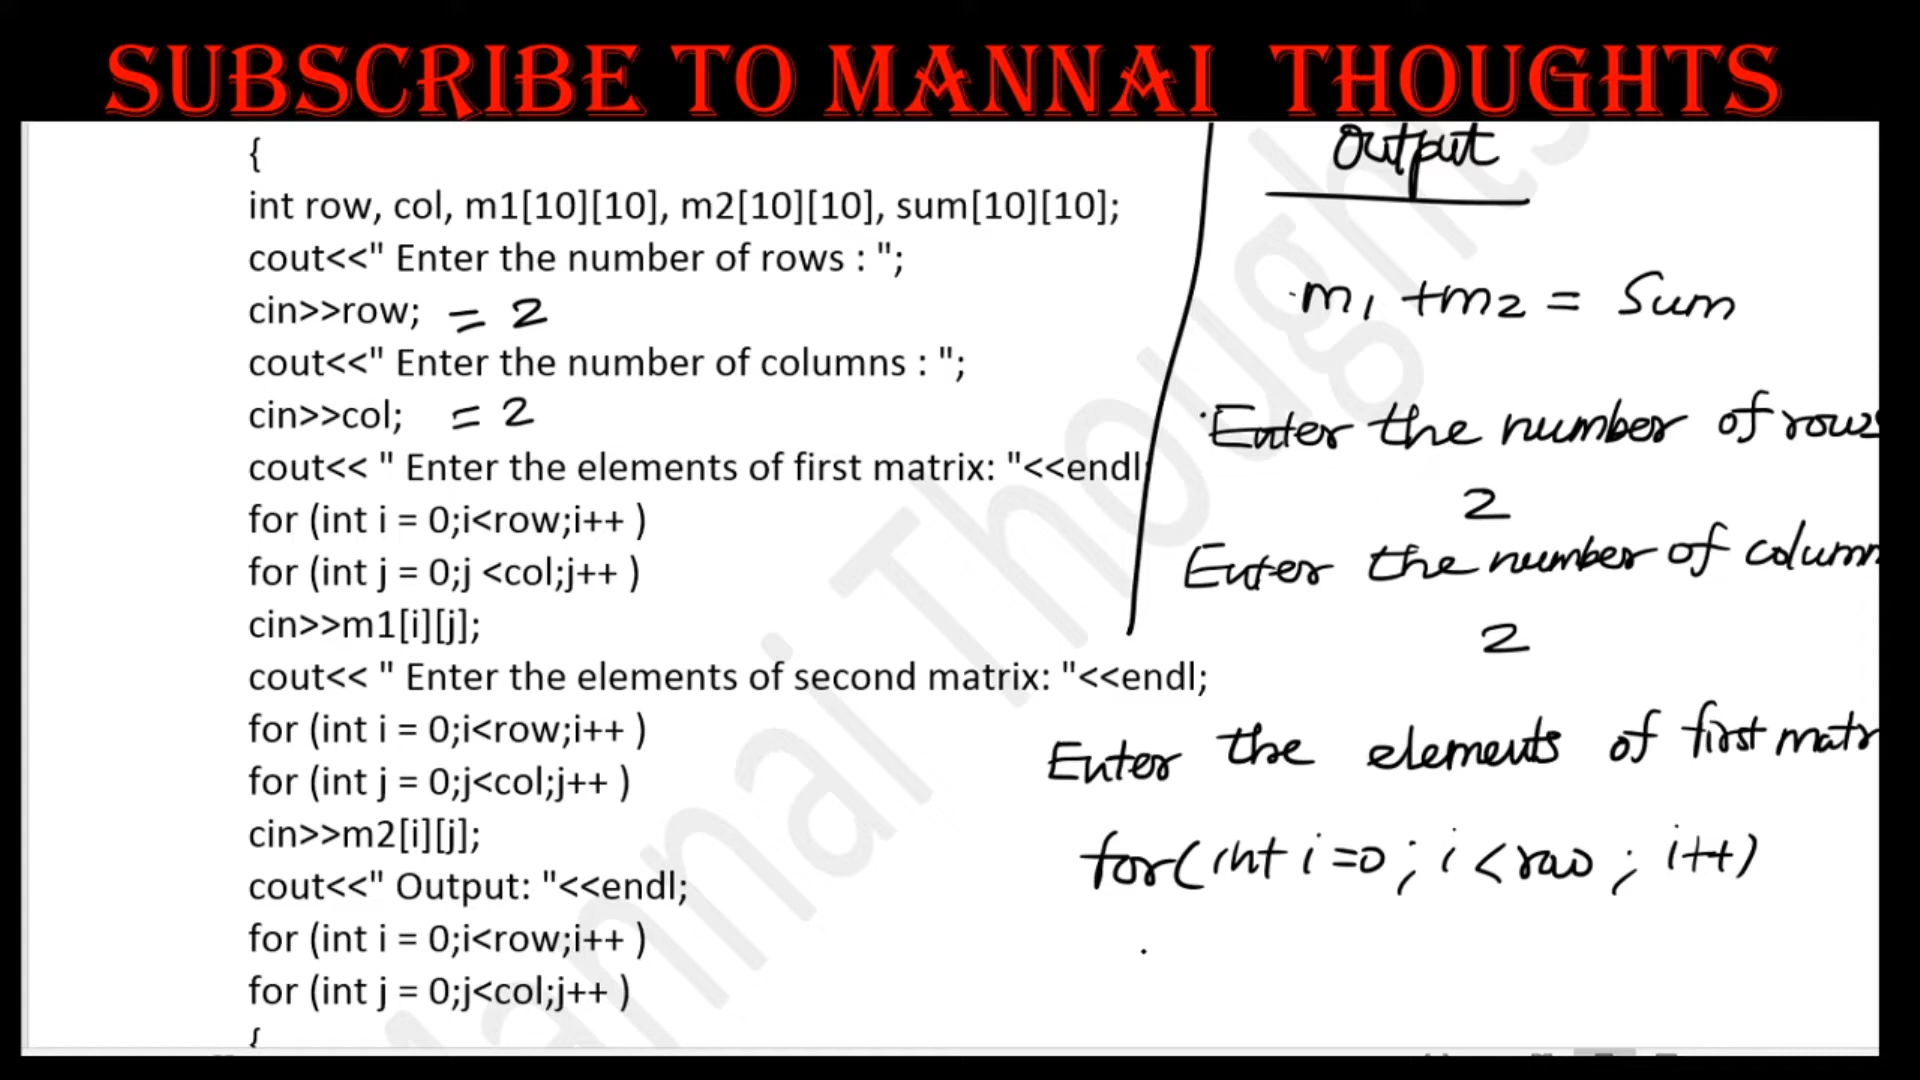 SUBSCRIBE TO MANNAI THOUGHTS
{
int row, col, m1[10][10], m2[10][10], sum[10][10];
cout<<" Enter the number of rows : ";
cin>>row; = 2
cout<<" Enter the number of columns : ";
cin>>col; = 2
cout<< " Enter the elements of first matrix: "<<endl;
for (int i = 0;i<row;i++ )
for (int j = 0;j <col;j++ )
cin>>m1[i][j];
cout<< " Enter the elements of second matrix: "<<endl;
for (int i = 0;i<row;i++ )
for (int j = 0;j<col;j++ )
cin>>m2[i][j];
cout<<" Output: "<<endl;
for (int i = 0;i<row;i++ )
for (int j = 0;j<col;j++ )
{
Output
m1 + m2 = Sum
Enter the number of rows
2
Enter the number of column
2
Enter the elements of first matr
for(int i=0; i<row; i++)
Mannai Thoughts